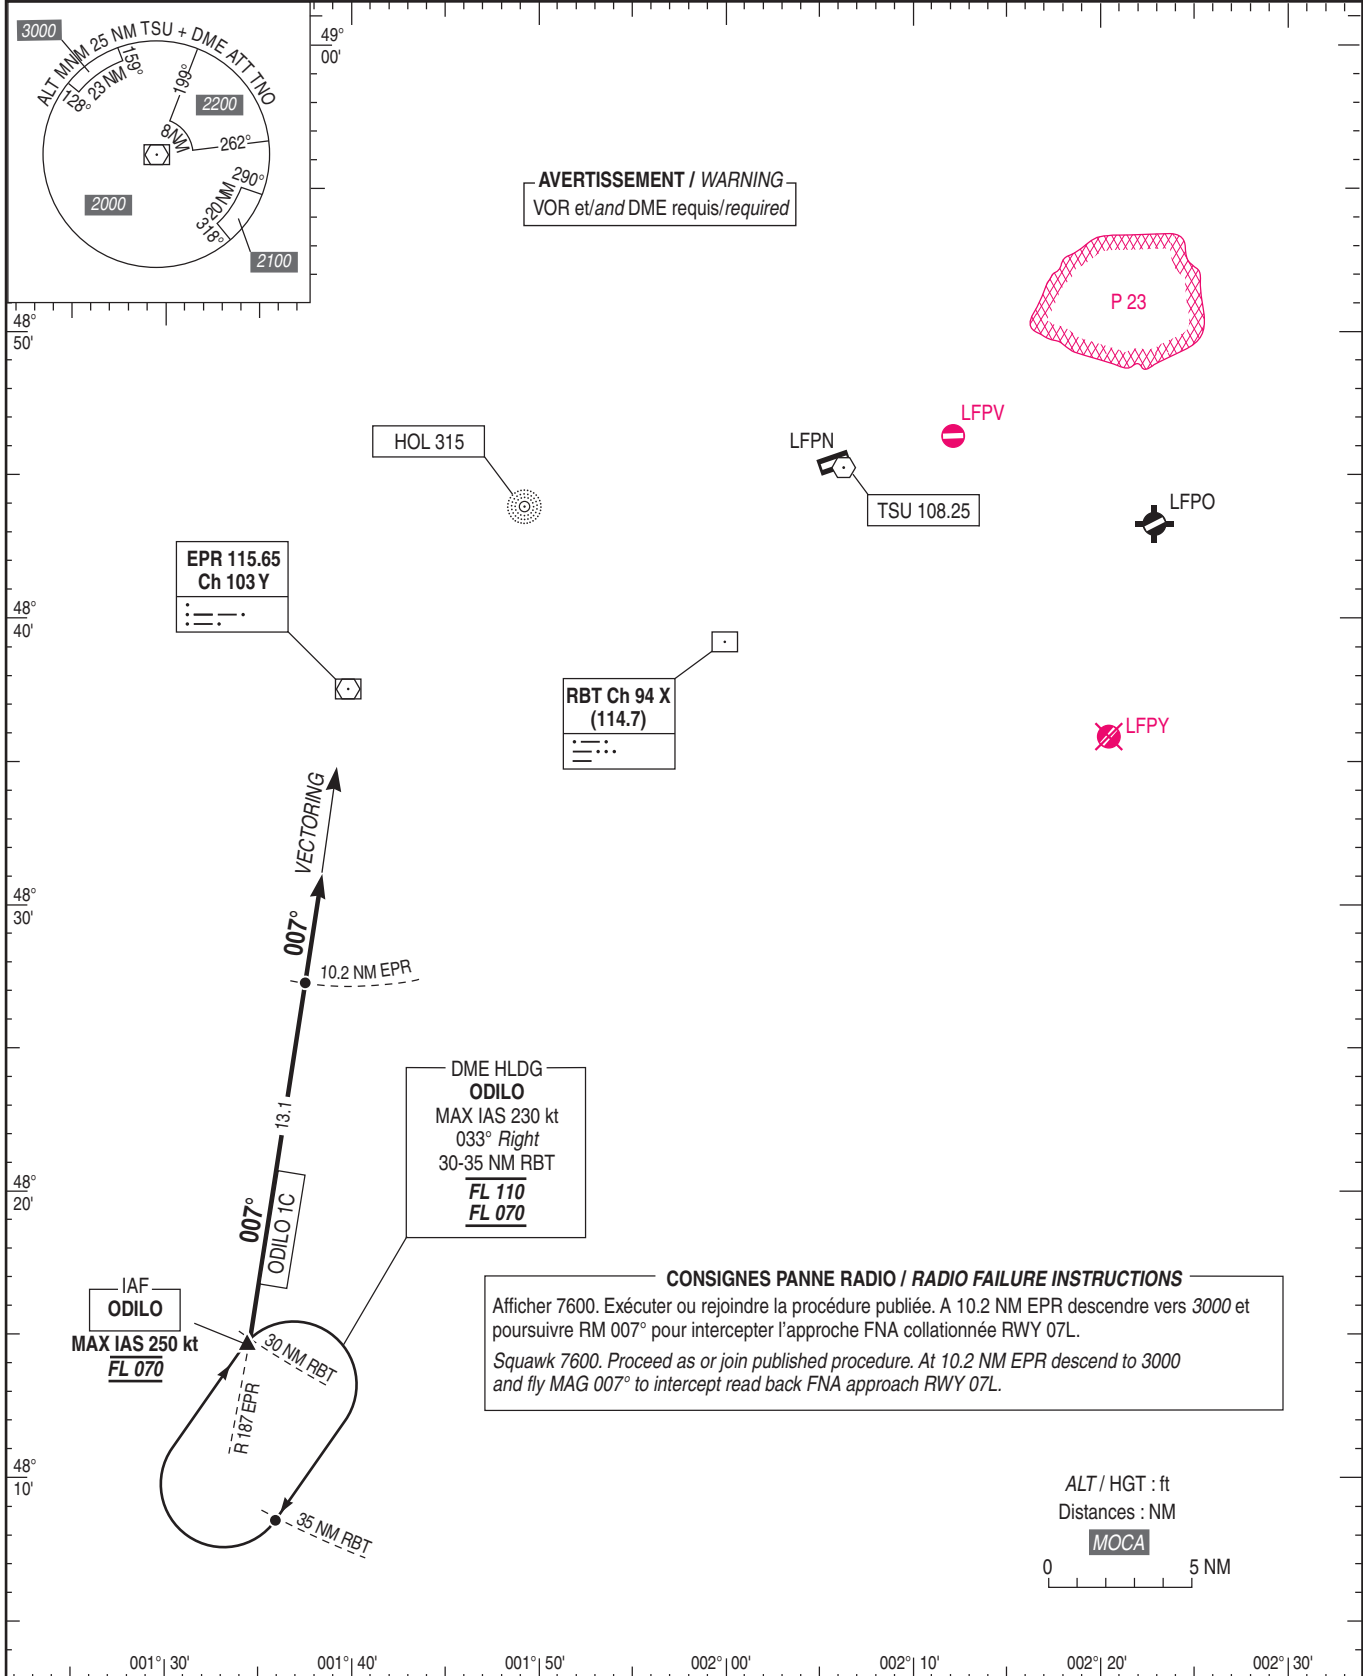 3000
ALT MNM 25 NM TSU + DME ATT TNO
159°
128°
23 NM
199°
2200
8 NM
262°
2000
290°
20 NM
318°
2100
49°
00'
AVERTISSEMENT / WARNING
VOR et/and DME requis/required
P 23
48°
50'
LFPV
HOL 315
LFPN
TSU 108.25
LFPO
EPR 115.65
Ch 103 Y
48°
40'
RBT Ch 94 X
(114.7)
LFPY
VECTORING
48°
30'
007°
10.2 NM EPR
DME HLDG
ODILO
MAX IAS 230 kt
033° Right
30-35 NM RBT
FL 110
FL 070
13.1
48°
20'
007°
ODILO 1C
IAF
ODILO
MAX IAS 250 kt
FL 070
30 NM RBT
R 187 EPR
CONSIGNES PANNE RADIO / RADIO FAILURE INSTRUCTIONS
Afficher 7600. Exécuter ou rejoindre la procédure publiée. A 10.2 NM EPR descendre vers 3000 et
poursuivre RM 007° pour intercepter l'approche FNA collationnée RWY 07L.
Squawk 7600. Proceed as or join published procedure. At 10.2 NM EPR descend to 3000
and fly MAG 007° to intercept read back FNA approach RWY 07L.
48°
10'
35 NM RBT
ALT / HGT : ft
Distances : NM
MOCA
0 5 NM
001° 30' 001° 40' 001° 50' 002° 00' 002° 10' 002° 20' 002° 30'